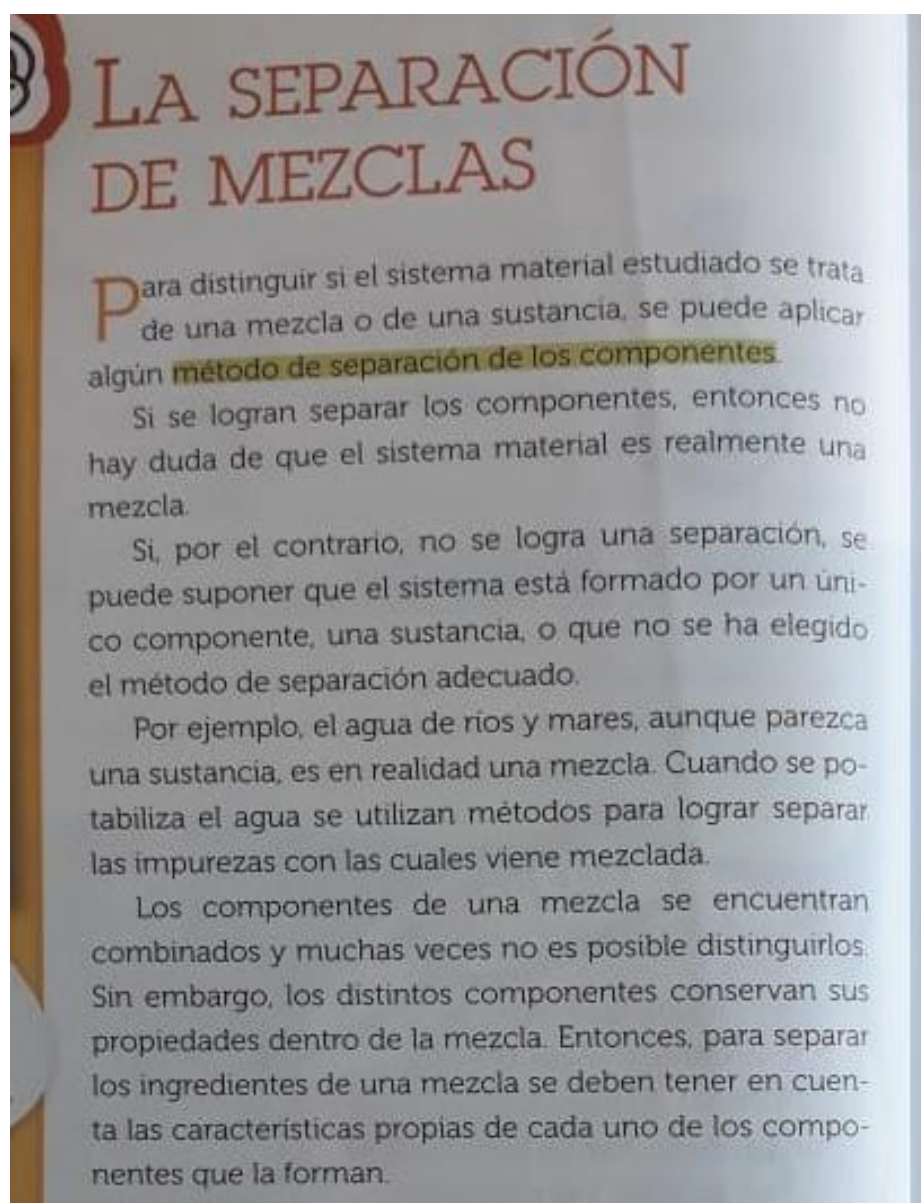 LA SEPARACIÓN
DE MEZCLAS
Para distinguir si el sistema material estudiado se trata
de una mezcla o de una sustancia, se puede aplicar
algún método de separación de los componentes.
Si se logran separar los componentes, entonces no
hay duda de que el sistema material es realmente una
mezcla.
Si, por el contrario, no se logra una separación, se
puede suponer que el sistema está formado por un úni-
co componente, una sustancia, o que no se ha elegido
el método de separación adecuado.
Por ejemplo, el agua de ríos y mares, aunque parezca
una sustancia, es en realidad una mezcla. Cuando se po-
tabiliza el agua se utilizan métodos para lograr separar
las impurezas con las cuales viene mezclada.
Los componentes de una mezcla se encuentran
combinados y muchas veces no es posible distinguirlos.
Sin embargo, los distintos componentes conservan sus
propiedades dentro de la mezcla. Entonces, para separar
los ingredientes de una mezcla se deben tener en cuen-
ta las características propias de cada uno de los compo-
nentes que la forman.